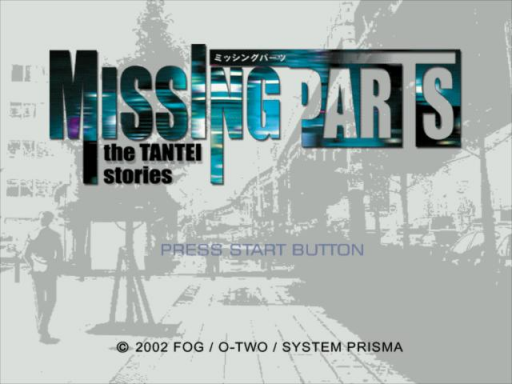 ミッシングパーツ
MISSING PARTS
the TANTEI
stories
PRESS START BUTTON
© 2002 FOG / O-TWO / SYSTEM PRISMA